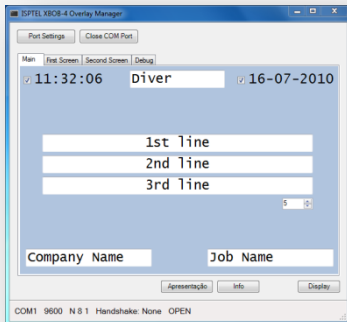 ISPTEL XBOB-4 Overlay Manager
Port Settings Close COM Port
Main First Screen Second Screen Debug
11:32:06 Diver 16-07-2010
1st line
2nd line
3rd line
5
Company Name Job Name
Apresentação Info Display
COM1 9600 N 8 1 Handshake: None OPEN